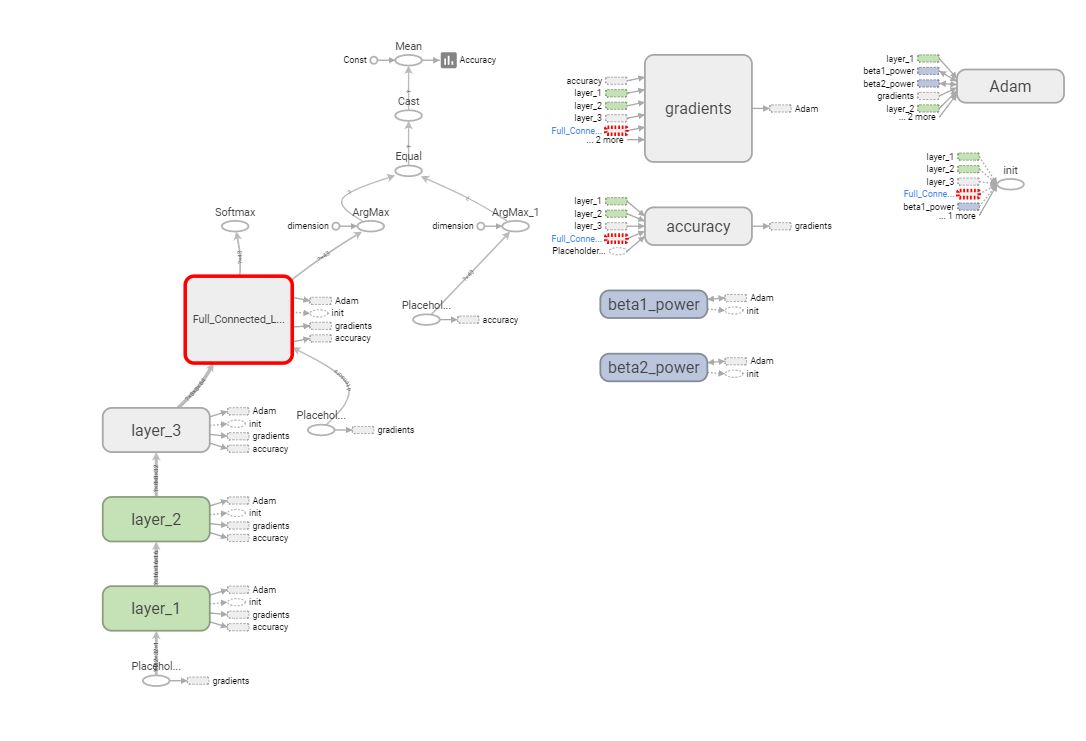 Mean
Const
Accuracy
Cast
Equal
Softmax
dimension
ArgMax
dimension
ArgMax_1
Full_Connected_L...
Adam
init
gradients
accuracy
Placehol...
accuracy
layer_3
Adam
init
gradients
accuracy
Placehol...
gradients
layer_2
Adam
init
gradients
accuracy
layer_1
Adam
init
gradients
accuracy
Placehol...
gradients
accuracy
layer_1
layer_2
layer_3
Full_Conne...
... 2 more
gradients
Adam
layer_1
layer_2
layer_3
Full_Conne...
Placeholder...
accuracy
gradients
beta1_power
Adam
init
beta2_power
Adam
init
layer_1
beta1_power
beta2_power
gradients
layer_2
... 2 more
Adam
layer_1
layer_2
layer_3
Full_Conne...
beta1_power
... 1 more
init